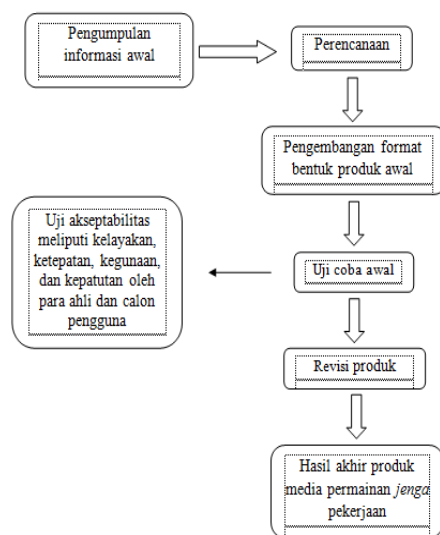 Pengumpulan
informasi awal
Perencanaan
Pengembangan format
bentuk produk awal
Uji akseptabilitas
meliputi kelayakan,
ketepatan, kegunaan,
dan kepatutan oleh
para ahli dan calon
pengguna
Uji coba awal
Revisi produk
Hasil akhir produk
media permainan jenga
pekerjaan